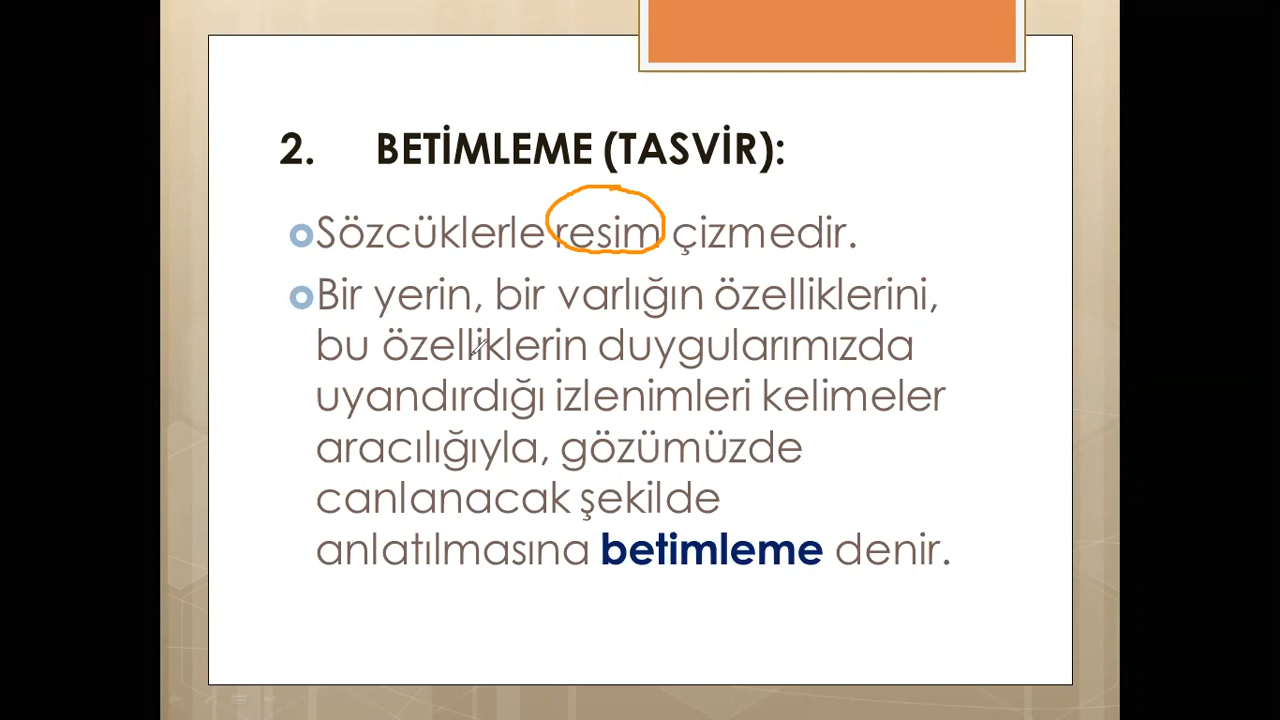 2. BETİMLEME (TASVİR):
Sözcüklerle resim çizmedir.
Bir yerin, bir varlığın özelliklerini,
bu özelliklerin duygularımızda
uyandırdığı izlenimleri kelimeler
aracılığıyla, gözümüzde
canlanacak şekilde
anlatılmasına betimleme denir.